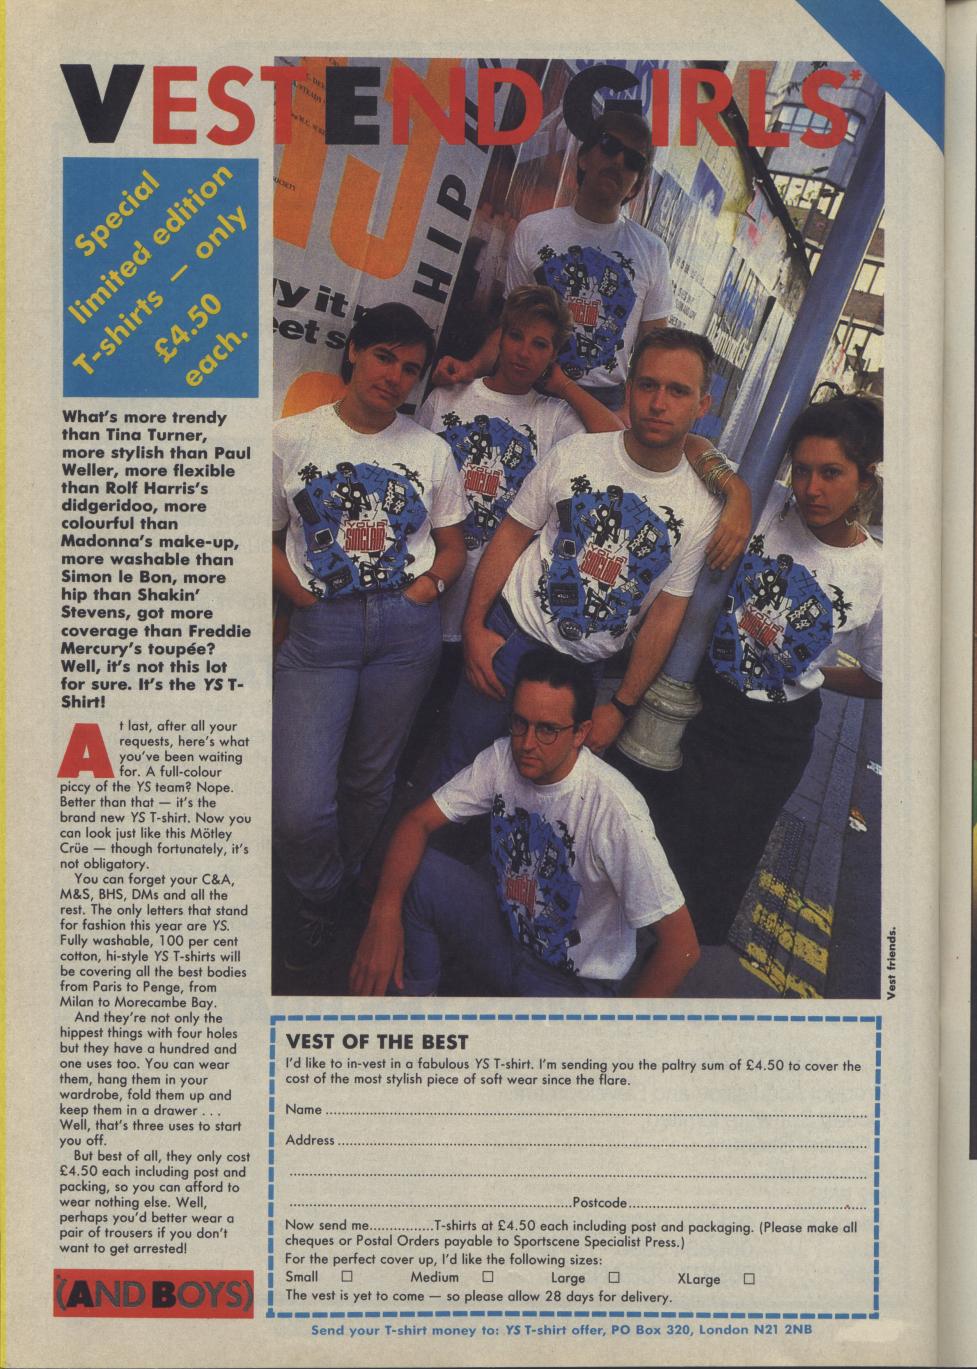 VEST END GIRLS*
Special
limited edition
T-shirts — only
£4.50
each.
What's more trendy
than Tina Turner,
more stylish than Paul
Weller, more flexible
than Rolf Harris's
didgeridoo, more
colourful than
Madonna's make-up,
more washable than
Simon le Bon, more
hip than Shakin'
Stevens, got more
coverage than Freddie
Mercury's toupée?
Well, it's not this lot
for sure. It's the YS T-
Shirt!
At last, after all your
requests, here's what
you've been waiting
for. A full-colour
piccy of the YS team? Nope.
Better than that — it's the
brand new YS T-shirt. Now you
can look just like this Mötley
Crüe — though fortunately, it's
not obligatory.
You can forget your C&A,
M&S, BHS, DMs and all the
rest. The only letters that stand
for fashion this year are YS.
Fully washable, 100 per cent
cotton, hi-style YS T-shirts will
be covering all the best bodies
from Paris to Penge, from
Milan to Morecambe Bay.
And they're not only the
hippest things with four holes
but they have a hundred and
one uses too. You can wear
them, hang them in your
wardrobe, fold them up and
keep them in a drawer . . .
Well, that's three uses to start
you off.
But best of all, they only cost
£4.50 each including post and
packing, so you can afford to
wear nothing else. Well,
perhaps you'd better wear a
pair of trousers if you don't
want to get arrested!
*(AND BOYS)
HIP
YOUR
SINCLAIR
YOUR
SINCLAIR
YOUR
SINCLAIR
YOUR
SINCLAIR
YOUR
SINCLAIR
YOUR
SINCLAIR
Vest friends.
VEST OF THE BEST
I'd like to in-vest in a fabulous YS T-shirt. I'm sending you the paltry sum of £4.50 to cover the
cost of the most stylish piece of soft wear since the flare.
Name
Address
Postcode
Now send me..............T-shirts at £4.50 each including post and packaging. (Please make all
cheques or Postal Orders payable to Sportscene Specialist Press.)
For the perfect cover up, I'd like the following sizes:
Small □ Medium □ Large □ XLarge □
The vest is yet to come — so please allow 28 days for delivery.
Send your T-shirt money to: YS T-shirt offer, PO Box 320, London N21 2NB